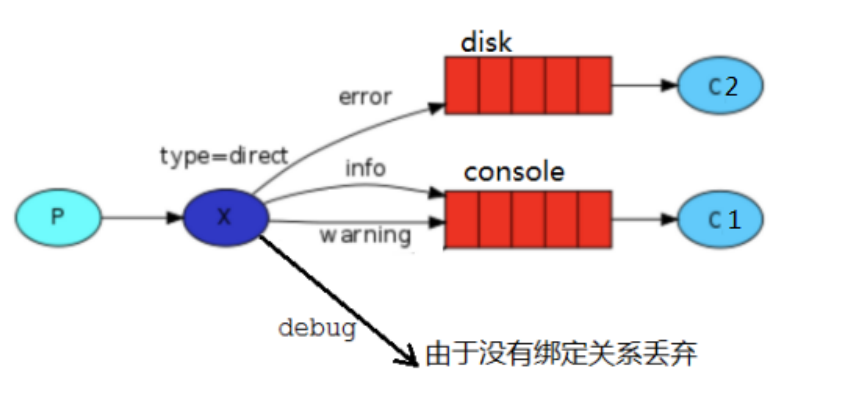 disk
C2
error
type=direct
info
console
P
X
C1
warning
debug
由于没有绑定关系丢弃